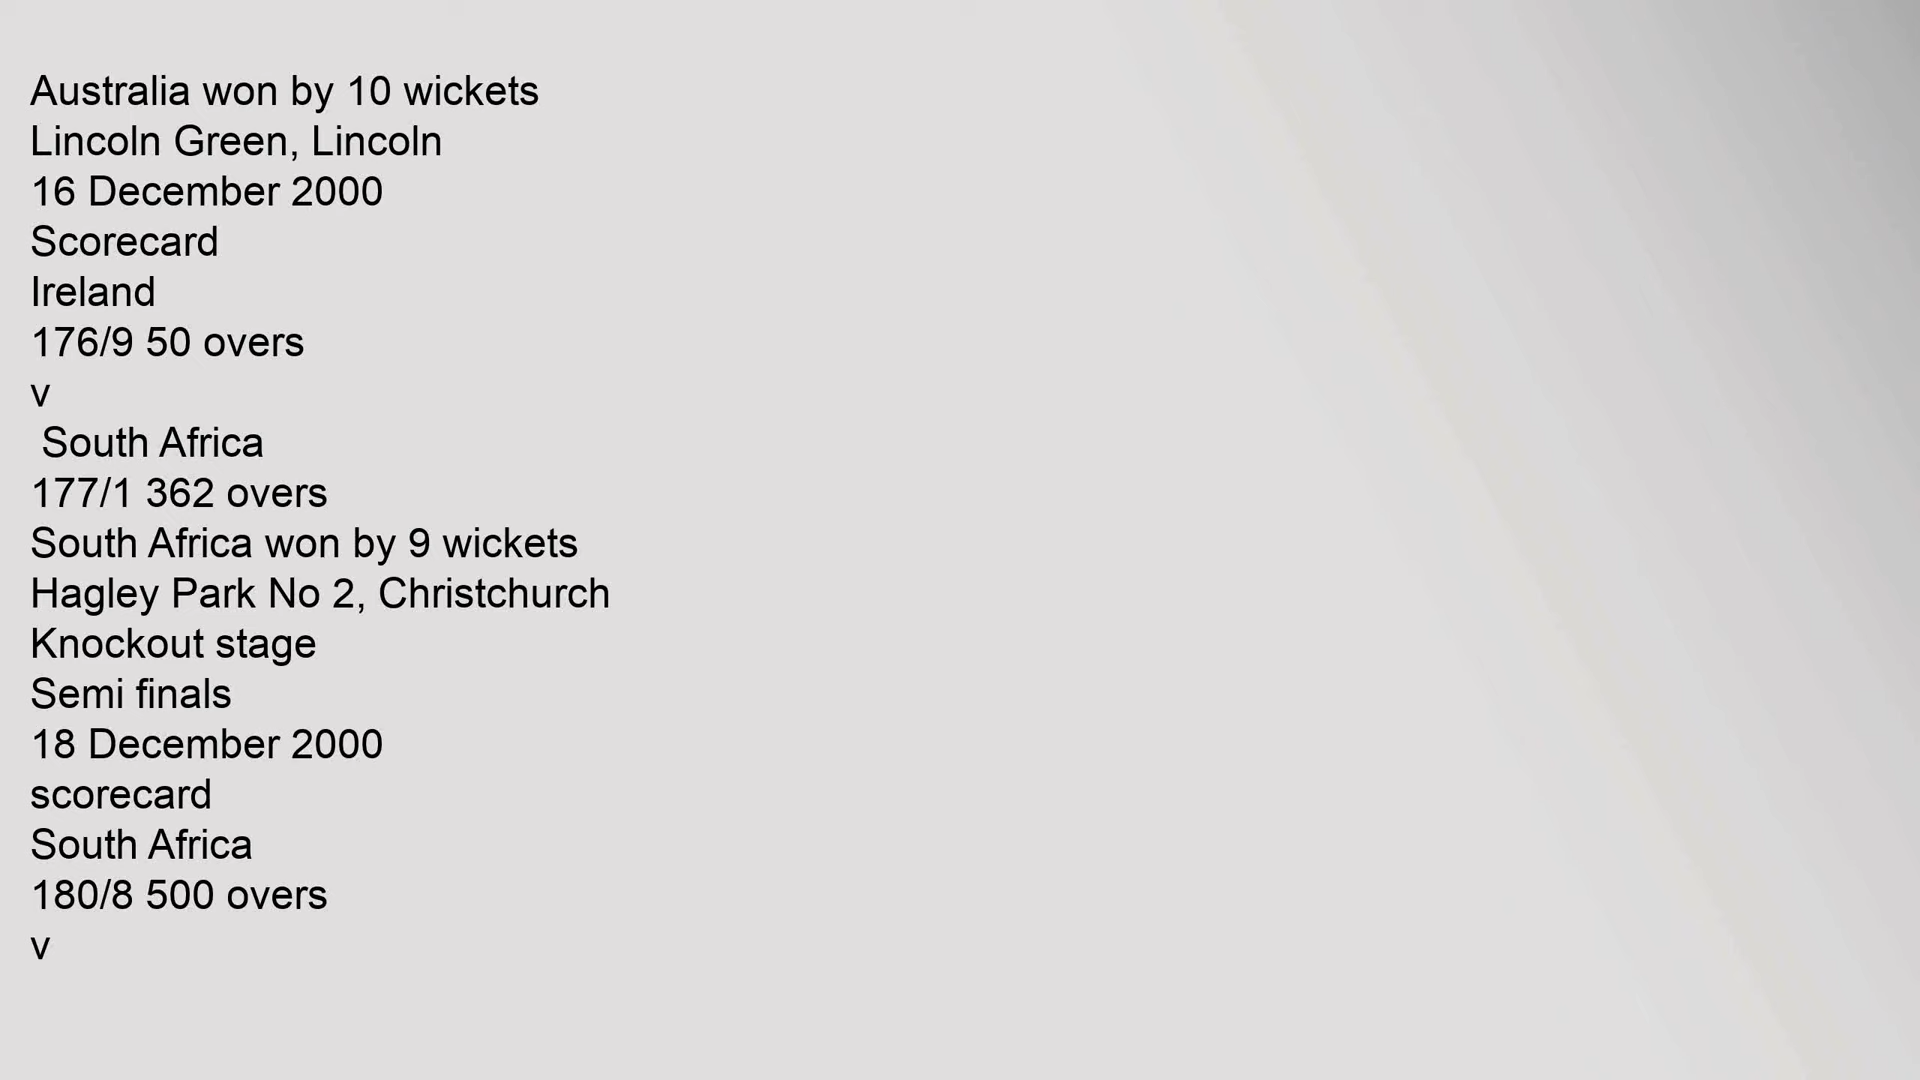 Australia won by 10 wickets
Lincoln Green, Lincoln
16 December 2000
Scorecard
Ireland
176/9 50 overs
v
South Africa
177/1 362 overs
South Africa won by 9 wickets
Hagley Park No 2, Christchurch
Knockout stage
Semi finals
18 December 2000
scorecard
South Africa
180/8 500 overs
v